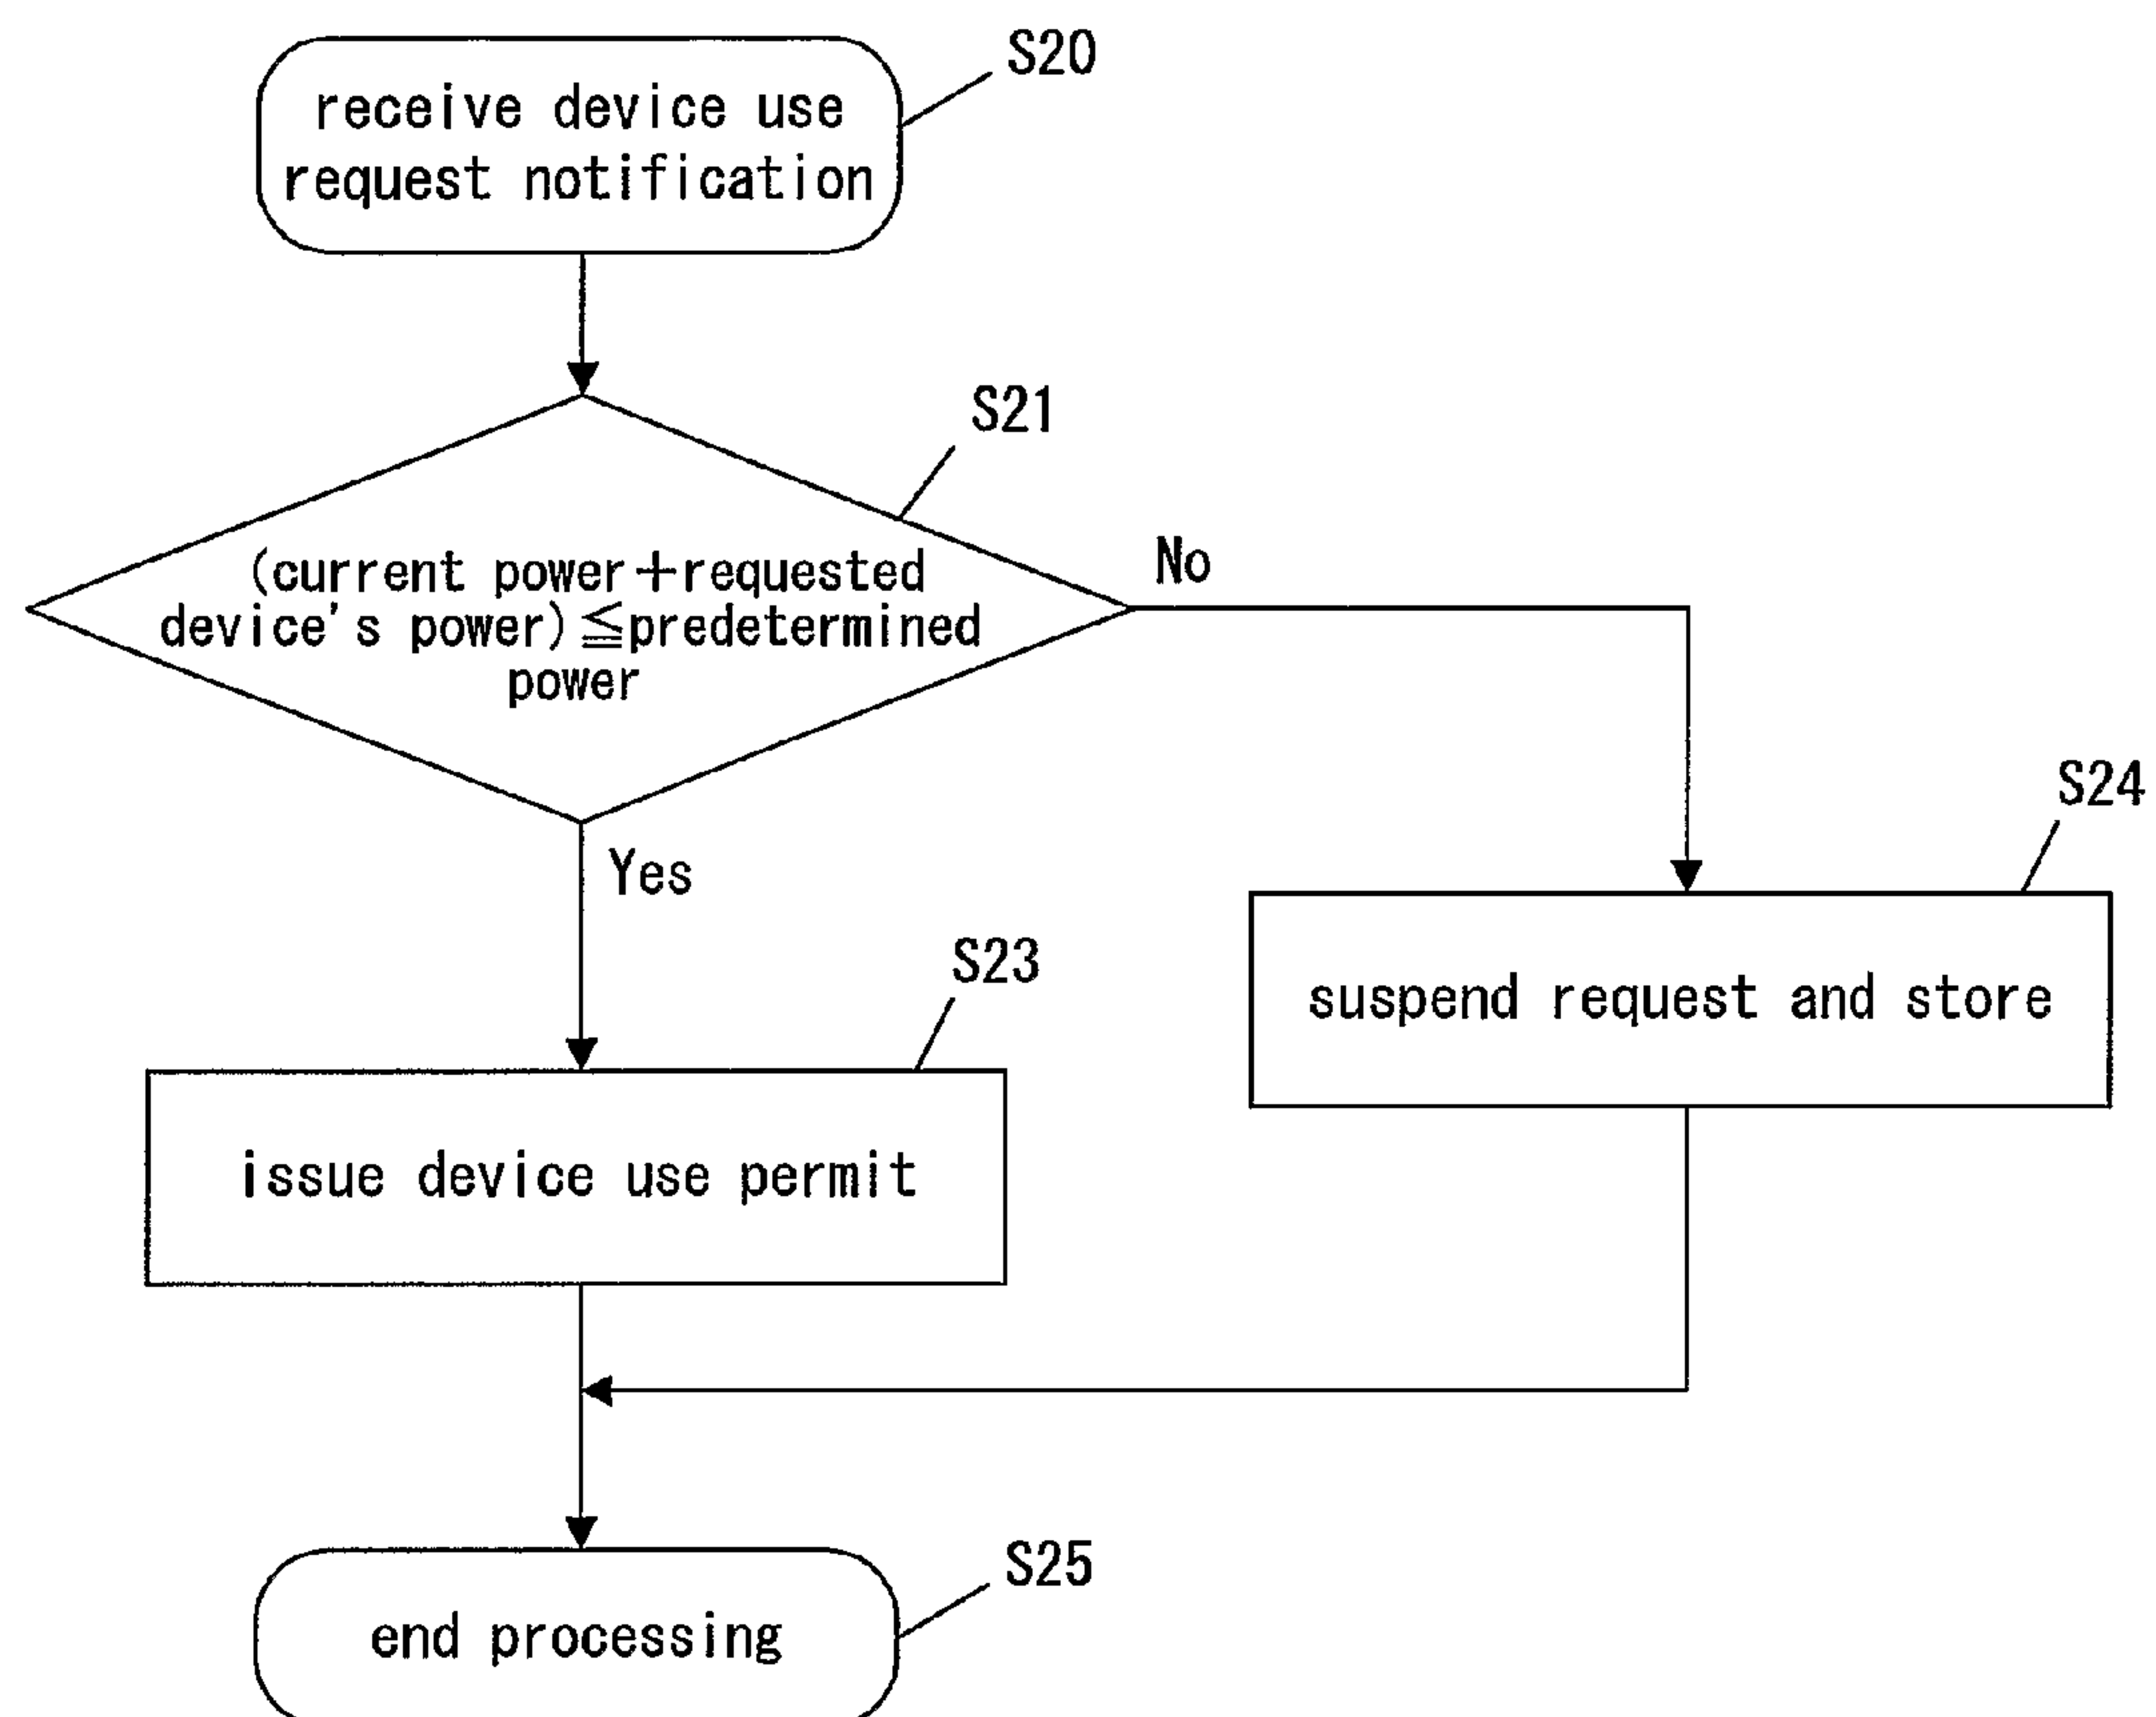 S20
receive device use
request notification
S21
(current power+requested
device's power)≦predetermined
power
No
Yes
S24
suspend request and store
S23
issue device use permit
S25
end processing